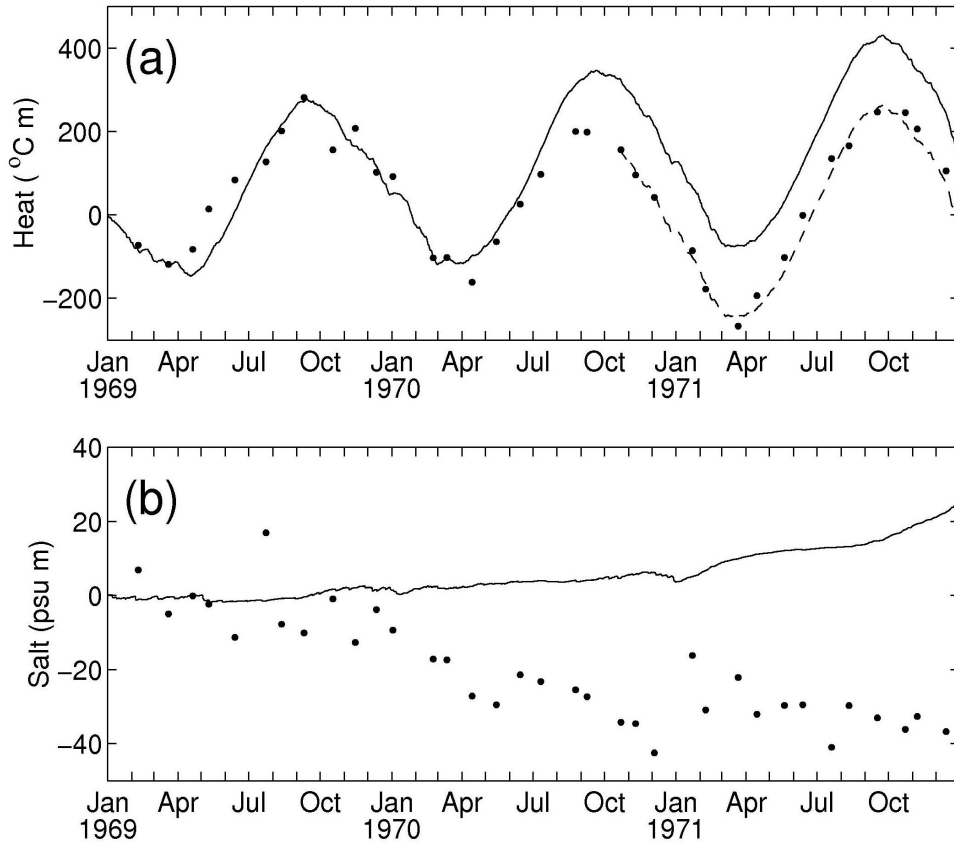 (a)
Heat ( °C m)
400
200
0
−200
Jan Apr Jul Oct Jan Apr Jul Oct Jan Apr Jul Oct
1969 1970 1971
(b)
Salt (psu m)
40
20
0
−20
−40
Jan Apr Jul Oct Jan Apr Jul Oct Jan Apr Jul Oct
1969 1970 1971